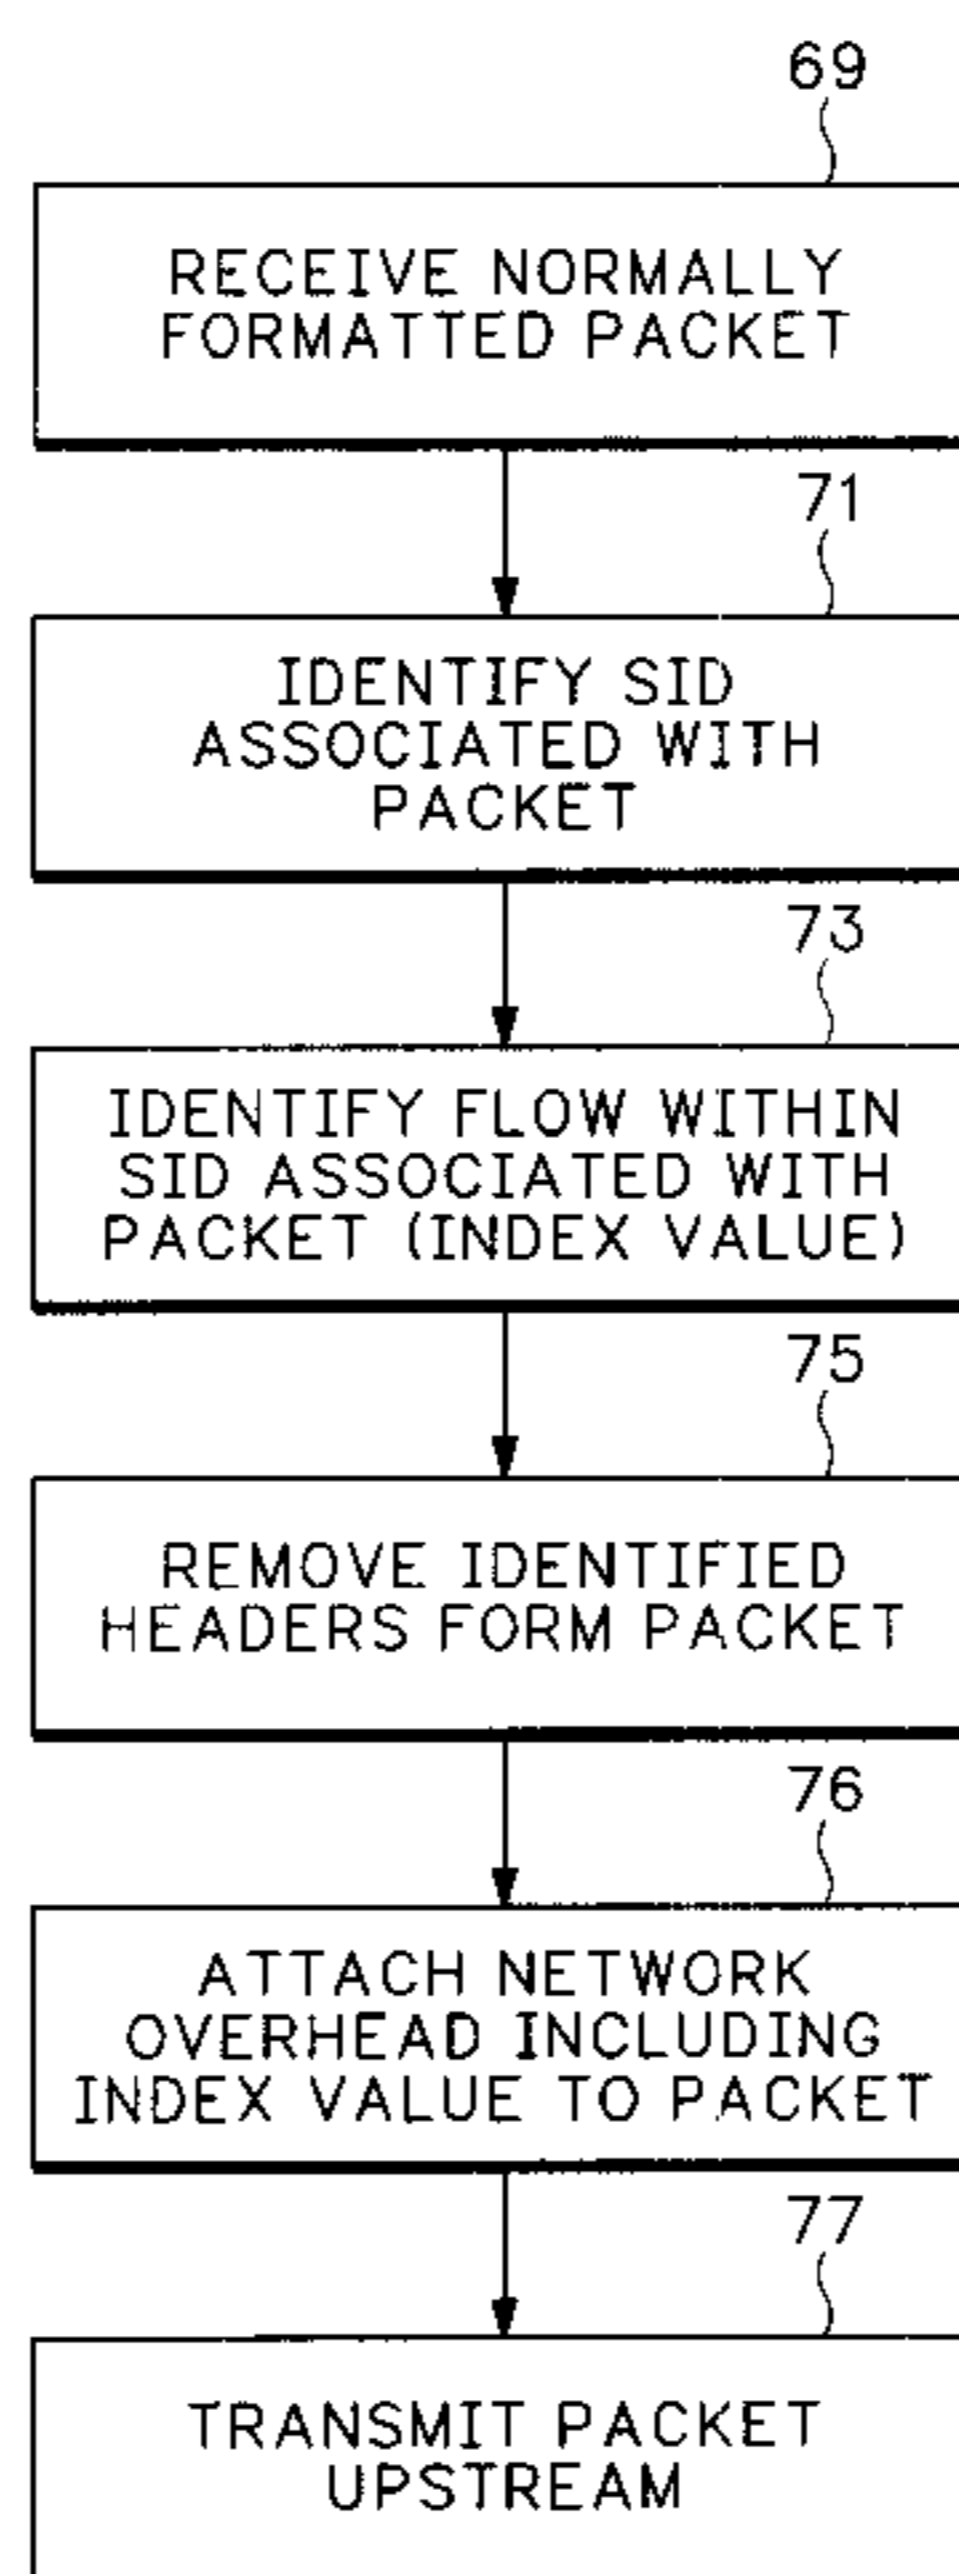 69
RECEIVE NORMALLY
FORMATTED PACKET
71
IDENTIFY SID
ASSOCIATED WITH
PACKET
73
IDENTIFY FLOW WITHIN
SID ASSOCIATED WITH
PACKET (INDEX VALUE)
75
REMOVE IDENTIFIED
HEADERS FORM PACKET
76
ATTACH NETWORK
OVERHEAD INCLUDING
INDEX VALUE TO PACKET
77
TRANSMIT PACKET
UPSTREAM